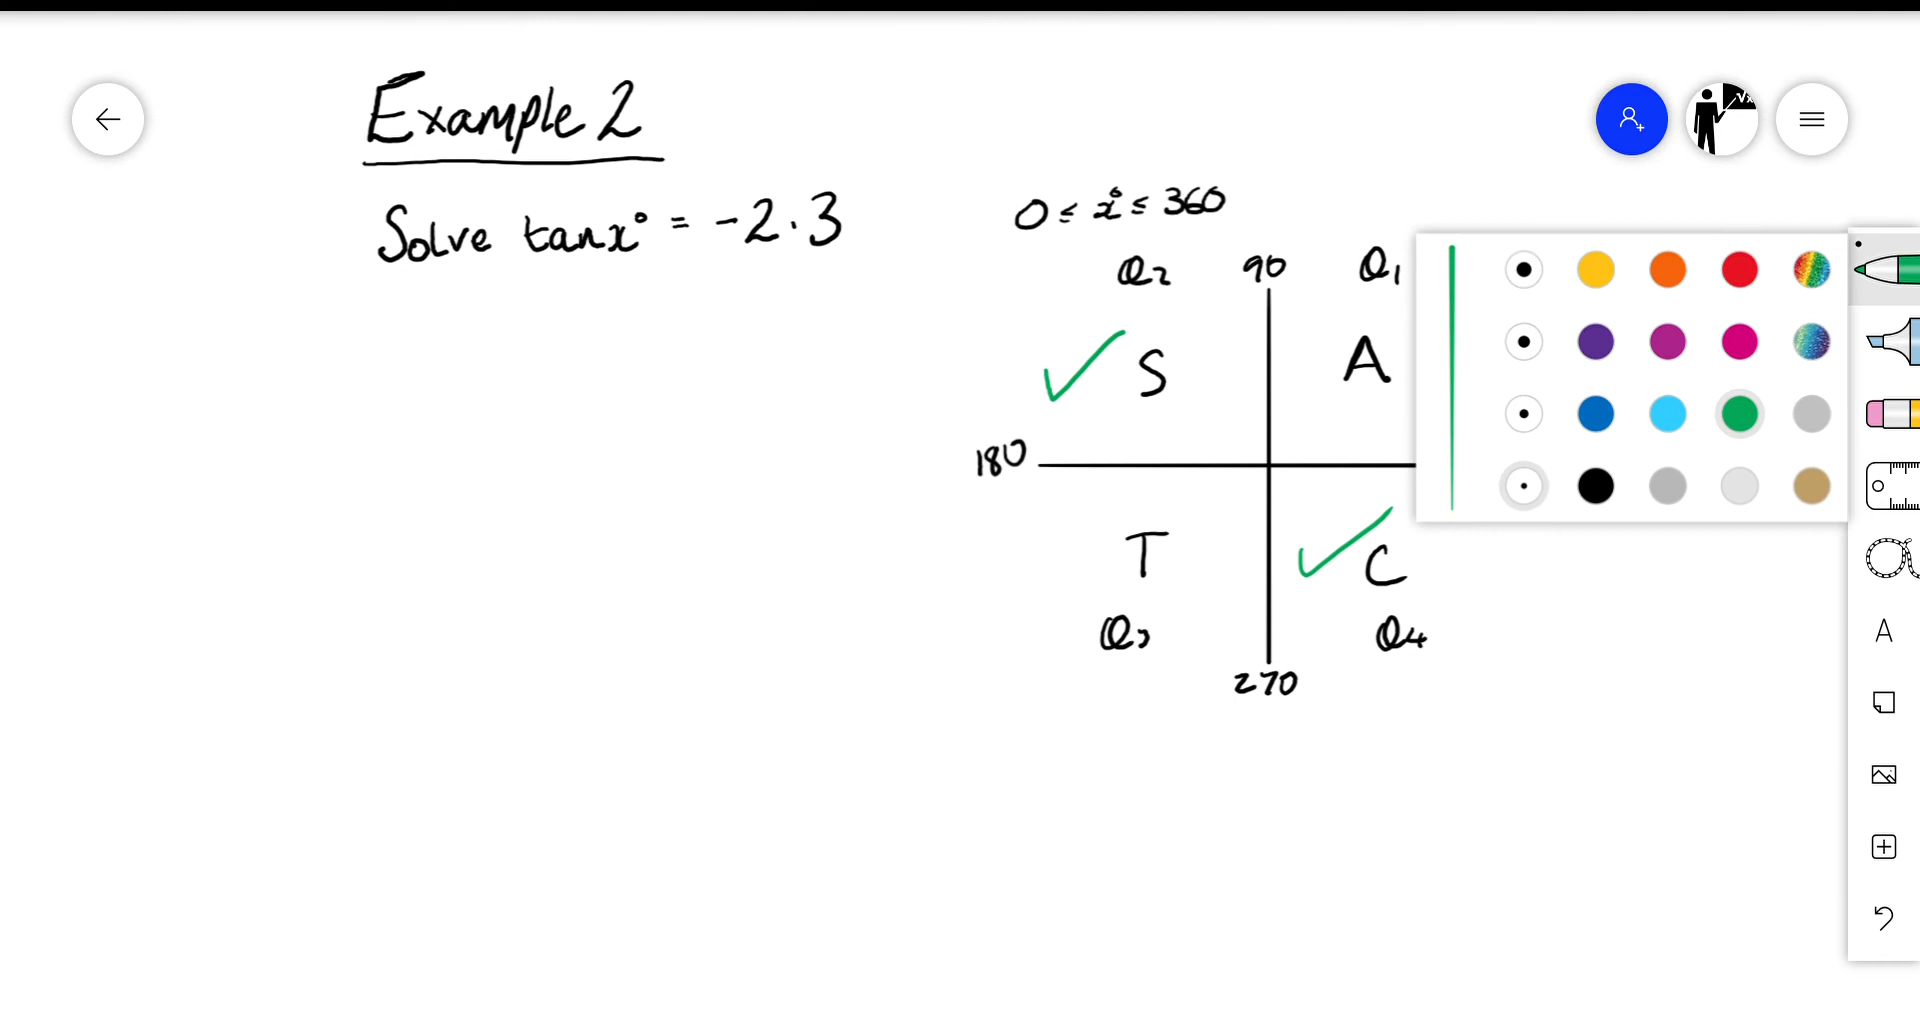 Example 2
Solve tanx° = -2.3
0 ≤ x° ≤ 360
Q2 90 Q1
S A
180
T C
Q3 Q4
270
√x
A